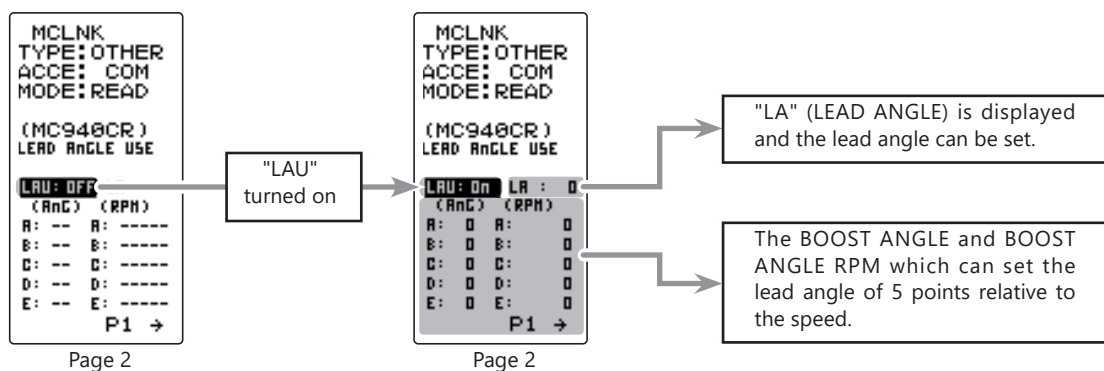 MCLNK
TYPE:OTHER
ACCE: COM
MODE:READ
(MC940CR)
LEAD AnGLE USE
LAU: OFF
(AnG) (RPM)
A: -- A: -----
B: -- B: -----
C: -- C: -----
D: -- D: -----
E: -- E: -----
P1 →
Page 2
"LAU"
turned on
MCLNK
TYPE:OTHER
ACCE: COM
MODE:READ
(MC940CR)
LEAD AnGLE USE
LAU: On LA : 0
(AnG) (RPM)
A: 0 A: 0
B: 0 B: 0
C: 0 C: 0
D: 0 D: 0
E: 0 E: 0
P1 →
Page 2
"LA" (LEAD ANGLE) is displayed
and the lead angle can be set.
The BOOST ANGLE and BOOST
ANGLE RPM which can set the
lead angle of 5 points relative to
the speed.